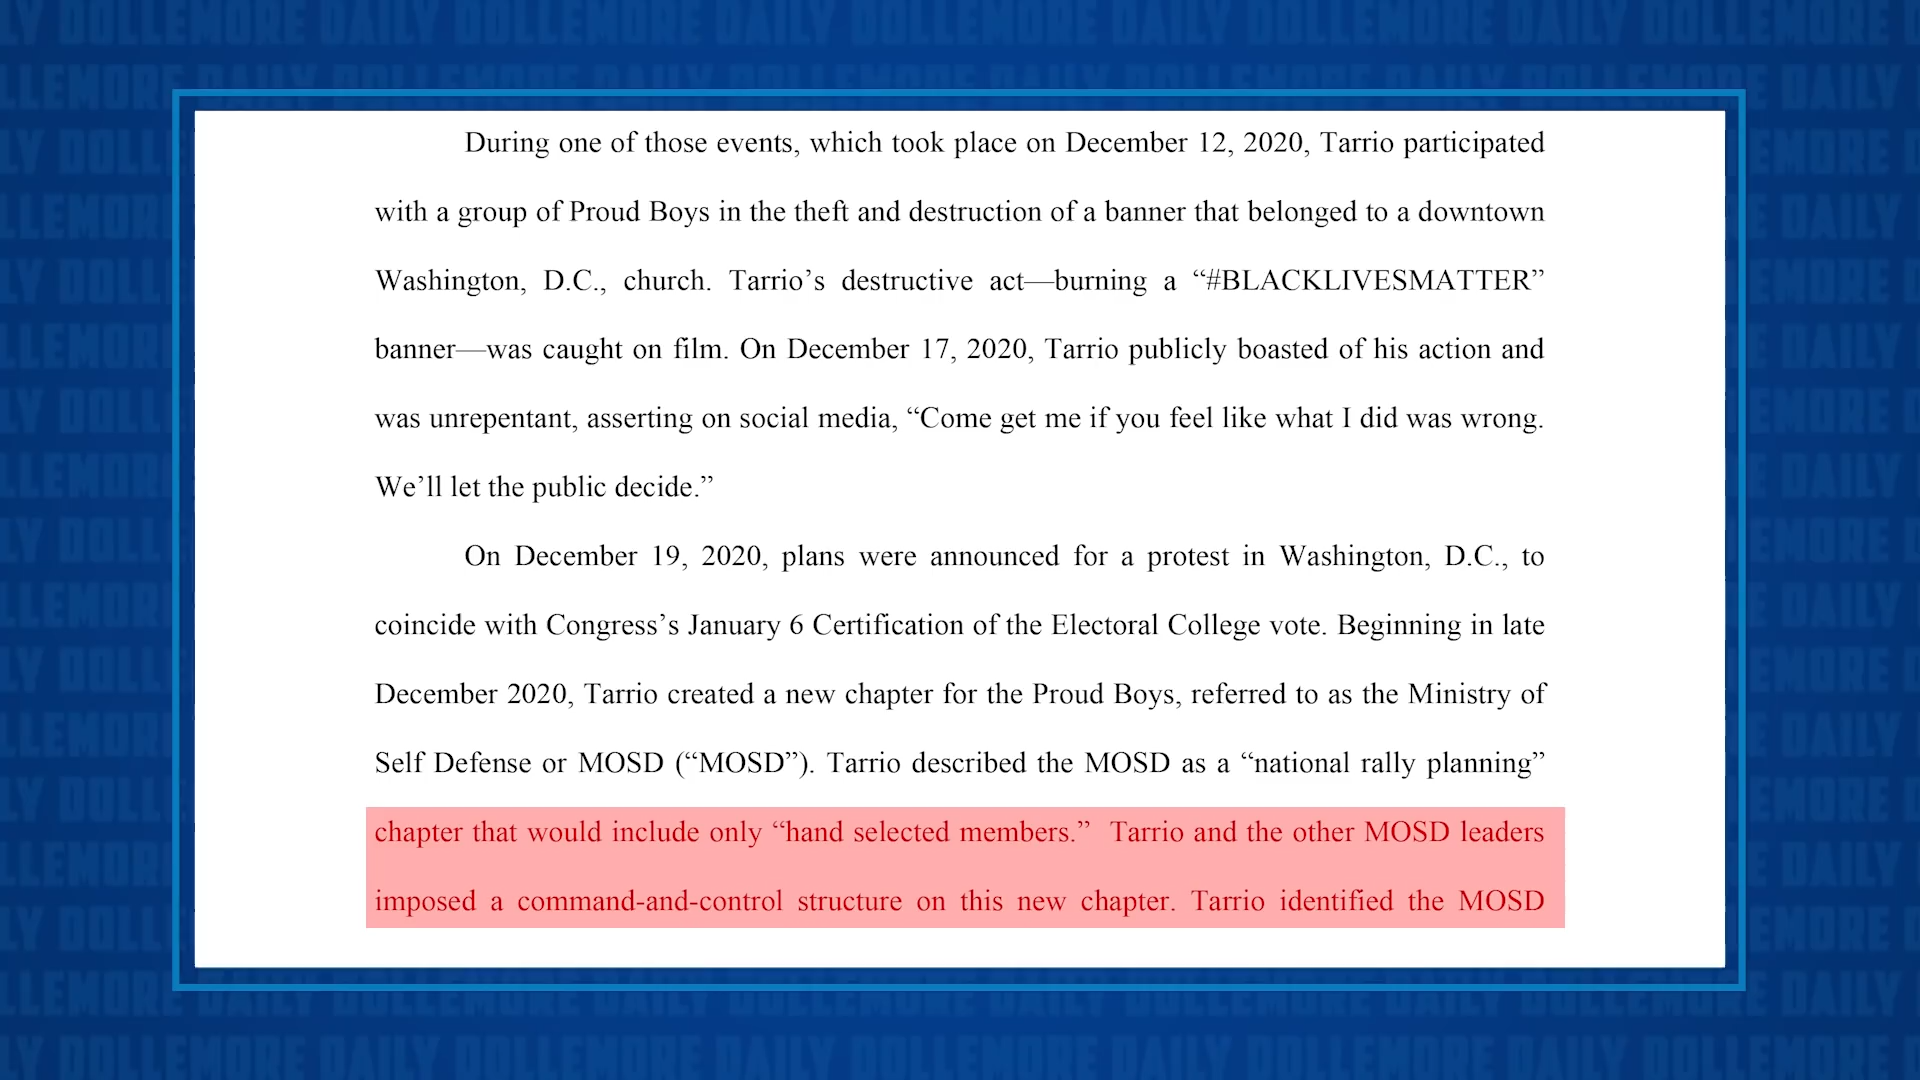 DAILY DOLLEMORE DAILY DOLLEMORE DAILY DOLLEMORE DAILY DOLLEMORE
During one of those events, which took place on December 12, 2020, Tarrio participated
with a group of Proud Boys in the theft and destruction of a banner that belonged to a downtown
Washington, D.C., church. Tarrio’s destructive act—burning a “#BLACKLIVESMATTER”
banner—was caught on film. On December 17, 2020, Tarrio publicly boasted of his action and
was unrepentant, asserting on social media, “Come get me if you feel like what I did was wrong.
We’ll let the public decide.”
On December 19, 2020, plans were announced for a protest in Washington, D.C., to
coincide with Congress’s January 6 Certification of the Electoral College vote. Beginning in late
December 2020, Tarrio created a new chapter for the Proud Boys, referred to as the Ministry of
Self Defense or MOSD (“MOSD”). Tarrio described the MOSD as a “national rally planning”
chapter that would include only “hand selected members.” Tarrio and the other MOSD leaders
imposed a command-and-control structure on this new chapter. Tarrio identified the MOSD